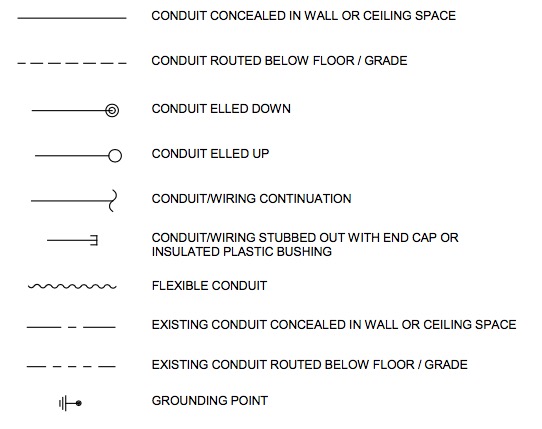 CONDUIT CONCEALED IN WALL OR CEILING SPACE
CONDUIT ROUTED BELOW FLOOR / GRADE
CONDUIT ELLED DOWN
CONDUIT ELLED UP
CONDUIT/WIRING CONTINUATION
CONDUIT/WIRING STUBBED OUT WITH END CAP OR
INSULATED PLASTIC BUSHING
FLEXIBLE CONDUIT
EXISTING CONDUIT CONCEALED IN WALL OR CEILING SPACE
EXISTING CONDUIT ROUTED BELOW FLOOR / GRADE
GROUNDING POINT